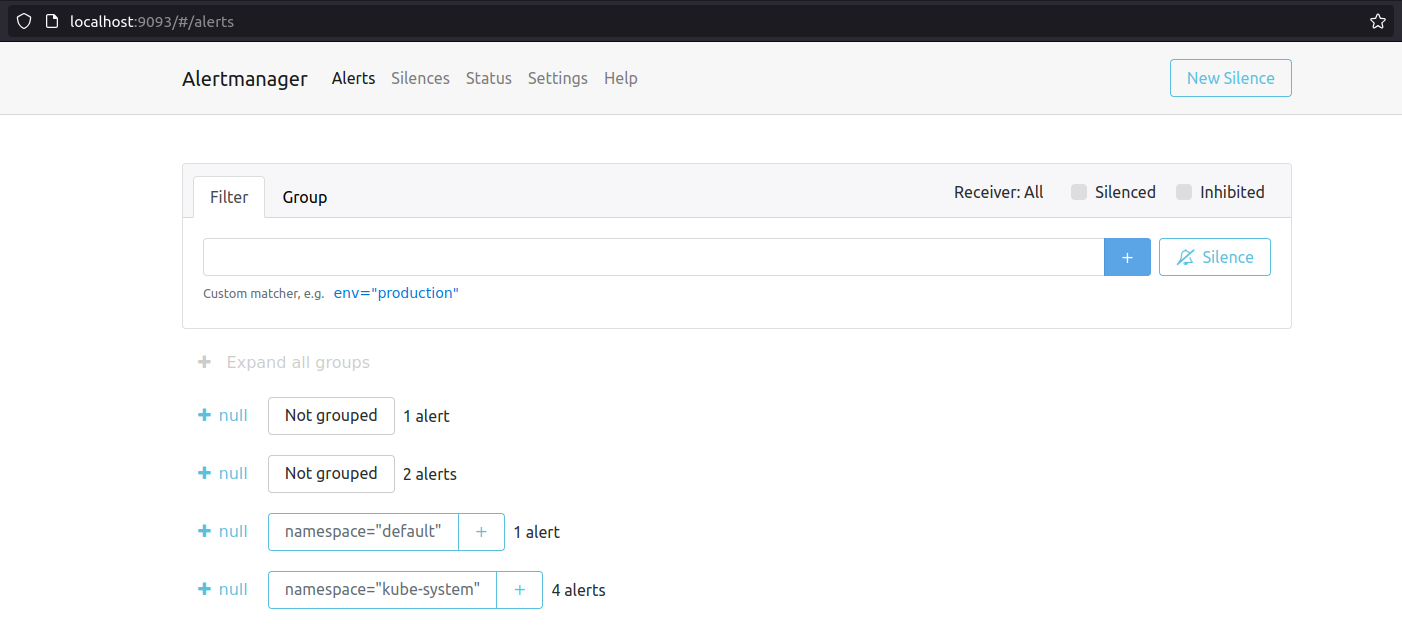 localhost:9093/#/alerts
Alertmanager Alerts Silences Status Settings Help New Silence
Filter Group Receiver: All Silenced Inhibited
+ Silence
Custom matcher, e.g. env="production"
+ Expand all groups
+ null Not grouped 1 alert
+ null Not grouped 2 alerts
+ null namespace="default" + 1 alert
+ null namespace="kube-system" + 4 alerts